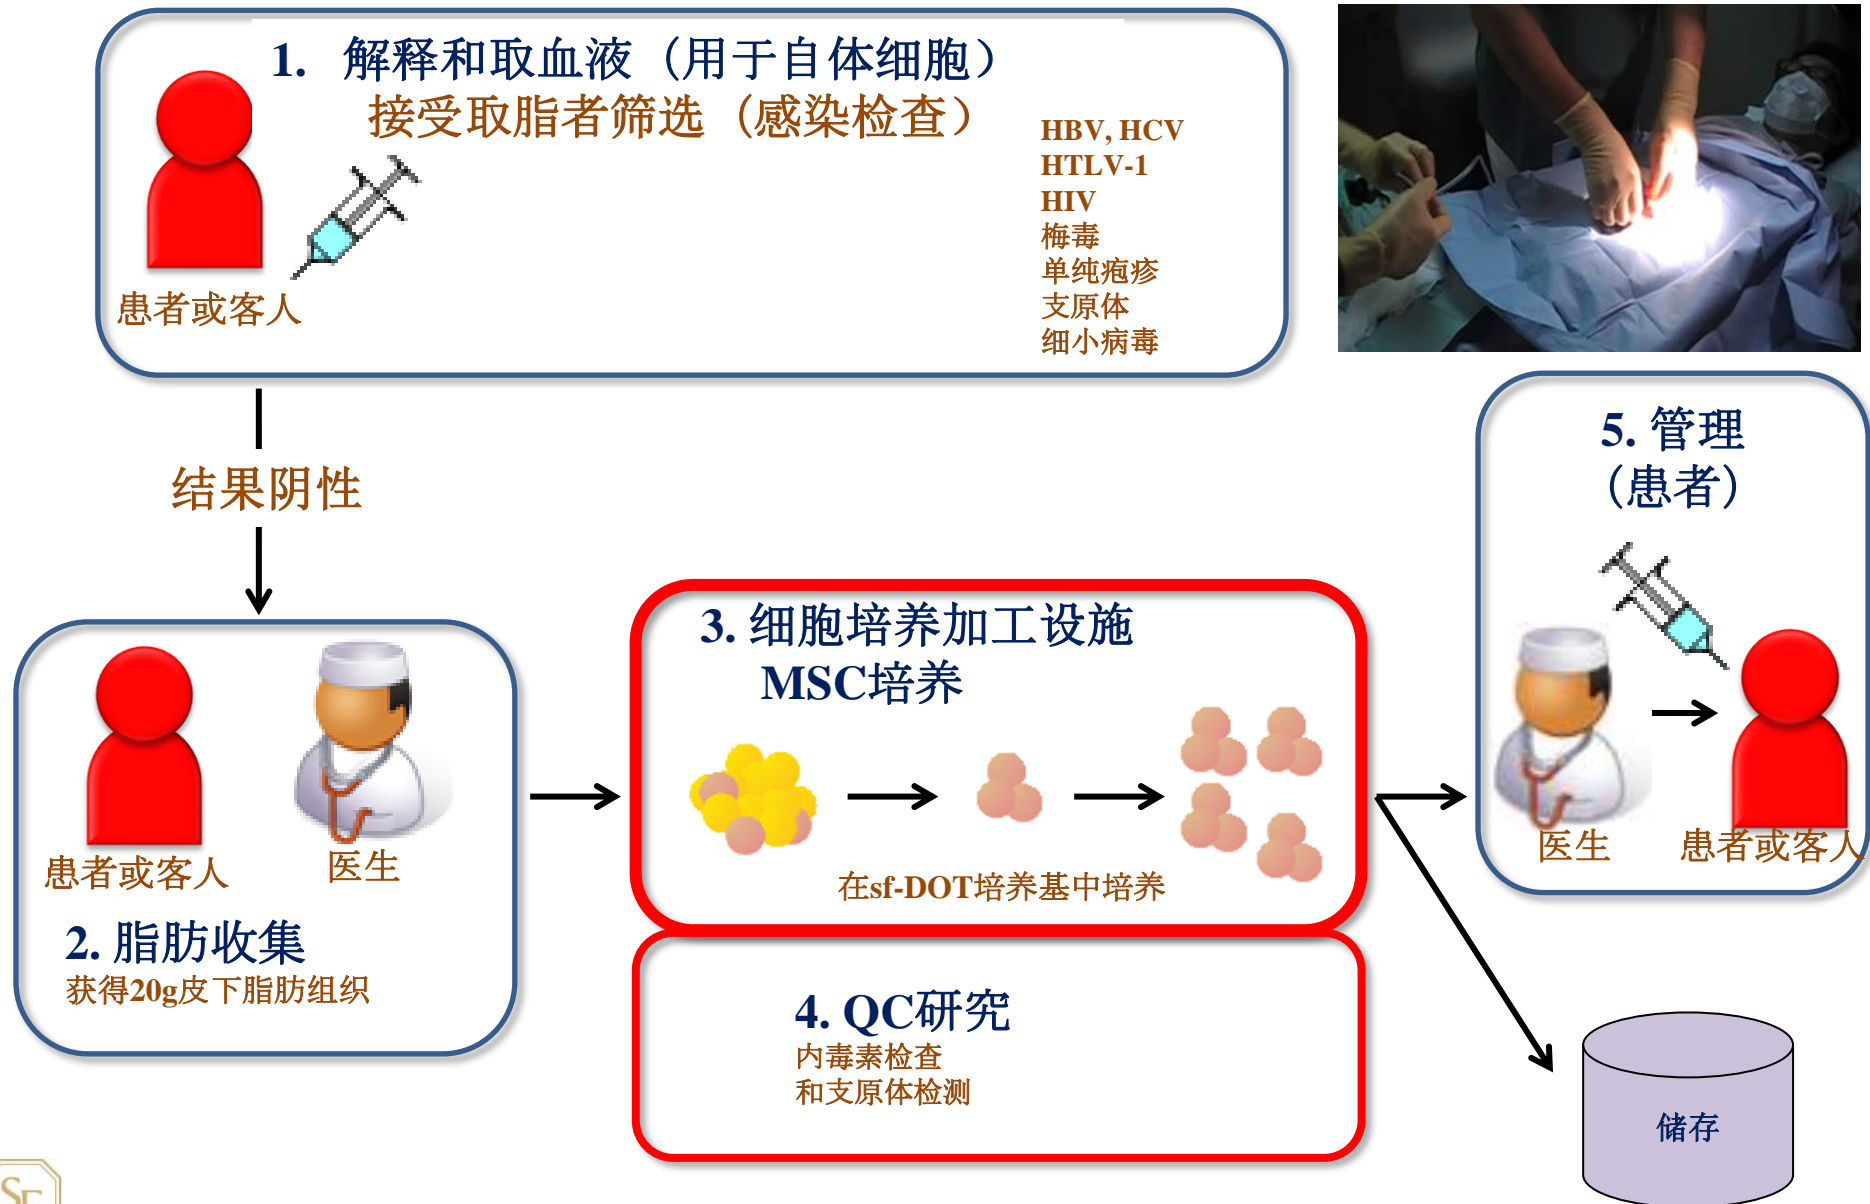 1. 解释和取血液（用于自体细胞）
接受取脂者筛选（感染检查）
HBV, HCV
HTLV-1
HIV
梅毒
单纯疱疹
支原体
细小病毒
患者或客人
结果阴性
患者或客人
医生
2. 脂肪收集
获得20g皮下脂肪组织
3. 细胞培养加工设施
MSC培养
在sf-DOT培养基中培养
4. QC研究
内毒素检查
和支原体检测
5. 管理
（患者）
医生
患者或客人
储存